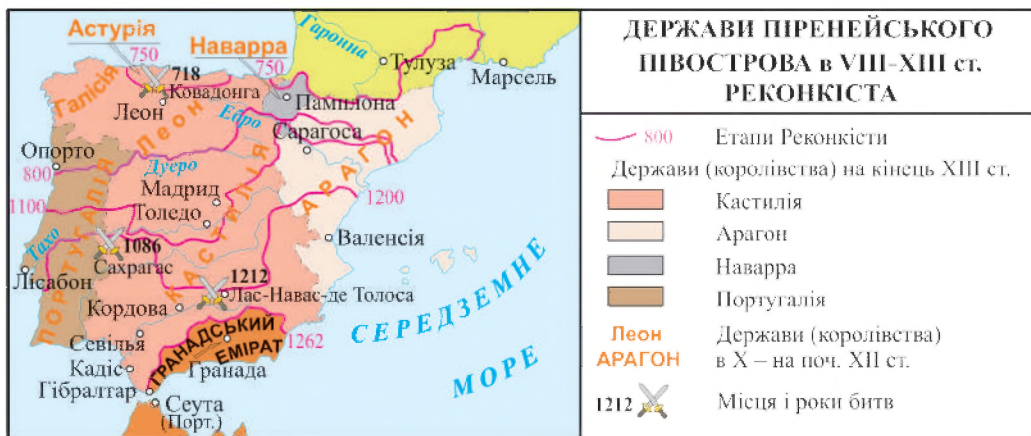 Астурія
750
718
Ковадонга
Наварра
750
Гаронна
Тулуза
Марсель
Галісія
Леон
Леон
Памплона
Ебро
Сарагоса
АРАГОН
Опорто
800
Дуеро
Мадрид
Толедо
1100
1200
КАСТИЛІЯ
ПОРТУГАЛІЯ
Тахо
1086
Сахрагас
Валенсія
Лісабон
1212
Лас-Навас-де Толоса
Кордова
СЕРЕДЗЕМНЕ
МОРЕ
Севілья
ГРАНАДСЬКИЙ
ЕМІРАТ
1262
Кадіс
Гранада
Гібралтар
Сеута
(Порт.)
ДЕРЖАВИ ПІРЕНЕЙСЬКОГО
ПІВОСТРОВА в VIII–XIII ст.
РЕКОНКІСТА
800 Етапи Реконкісти
Держави (королівства) на кінець XIII ст.
Кастилія
Арагон
Наварра
Португалія
Леон Держави (королівства)
АРАГОН в X – на поч. XII ст.
1212 Місця і роки битв